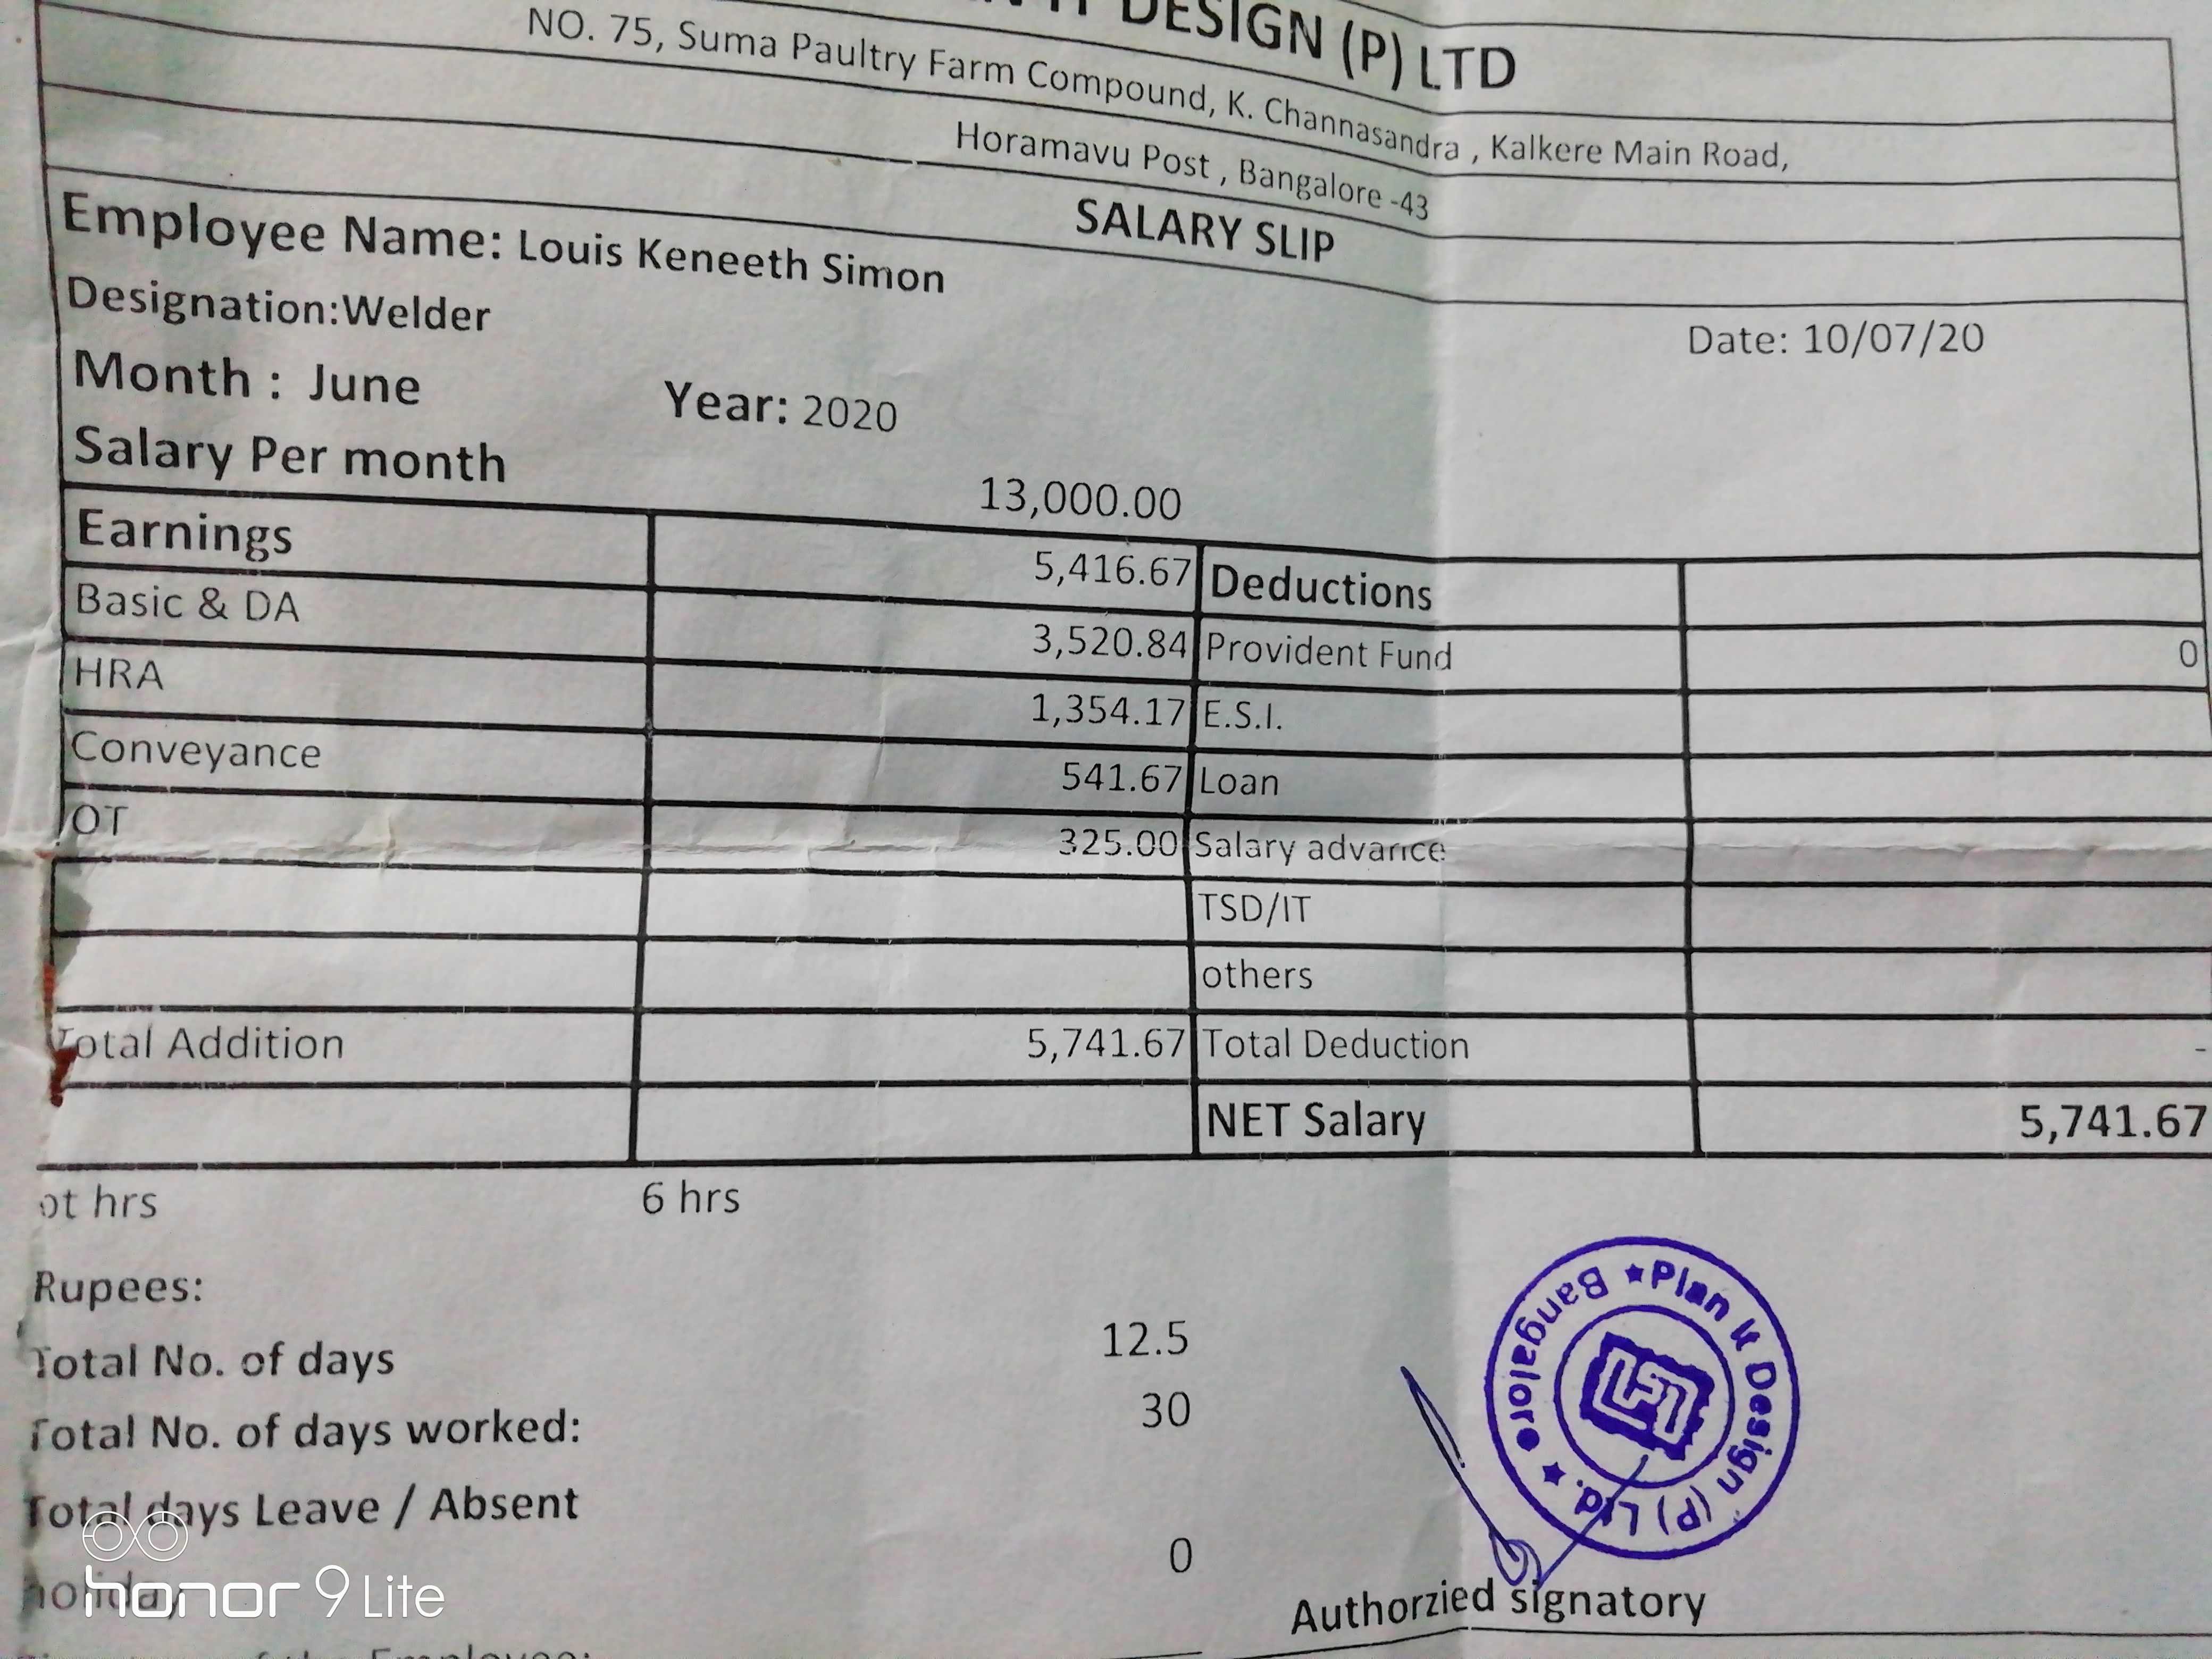 DESIGN (P) LTD
NO. 75, Suma Paultry Farm Compound, K. Channasandra , Kalkere Main Road,
Horamavu Post , Bangalore -43
SALARY SLIP
Employee Name: Louis Keneeth Simon
Designation:Welder
Date: 10/07/20
Month : June Year: 2020
Salary Per month 13,000.00
Earnings 5,416.67 Deductions
Basic & DA 3,520.84 Provident Fund 0
HRA 1,354.17 E.S.I.
Conveyance 541.67 Loan
OT 325.00 Salary advance
TSD/IT
others
Total Addition 5,741.67 Total Deduction -
NET Salary 5,741.67
ot hrs 6 hrs
Rupees:
Total No. of days 12.5
Total No. of days worked: 30
Total days Leave / Absent
holiday 0
Plan It Design (P) Ltd. Bangalore
Authorzied signatory
honor 9 Lite